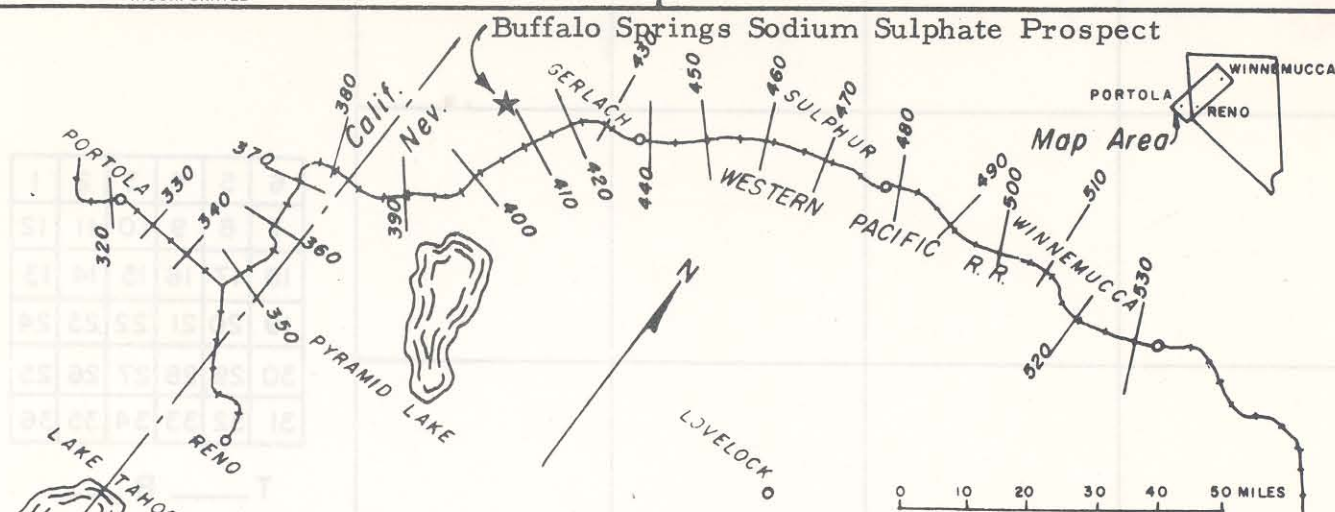 Buffalo Springs Sodium Sulphate Prospect
WINNEMUCCA
PORTOLA
RENO
Map Area
Calif.
Nev.
PORTOLA
320
330
340
350
360
370
380
390
400
410
420
430
440
450
460
470
480
490
500
510
520
530
GERLACH
SULPHUR
WESTERN PACIFIC R.R.
WINNEMUCCA
N
PYRAMID LAKE
RENO
LOVELOCK
LAKE
0 10 20 30 40 50 MILES